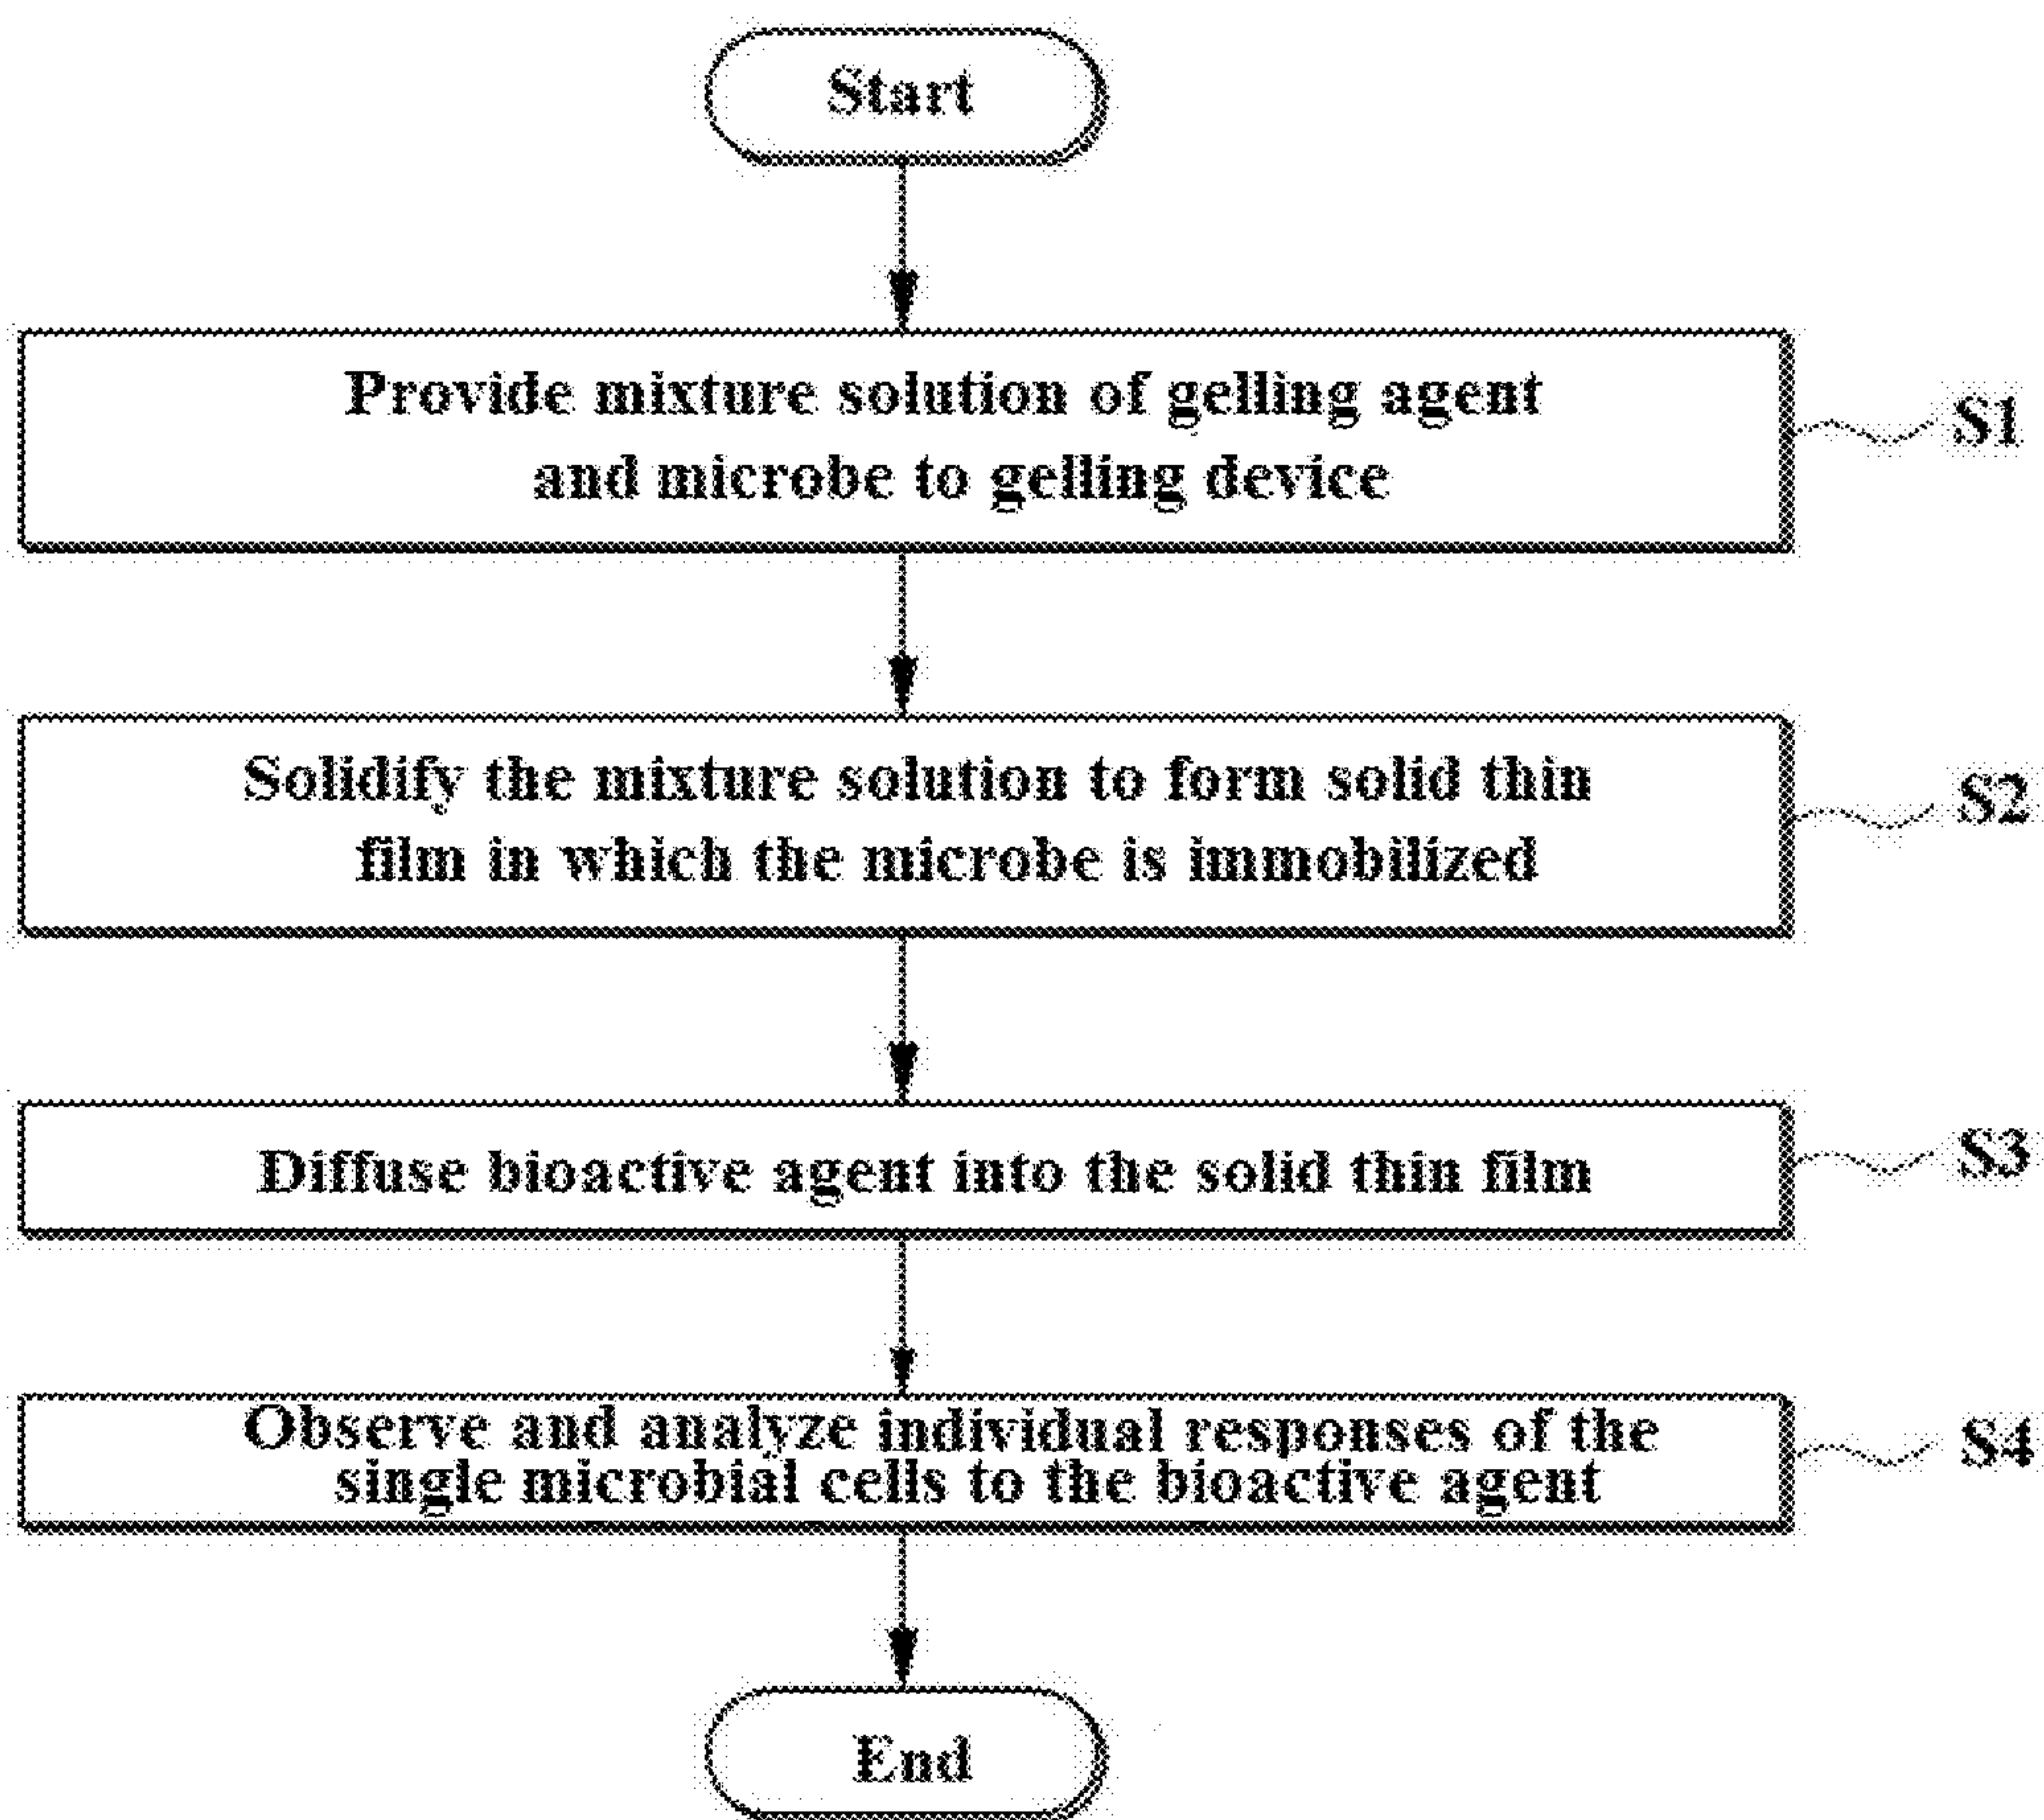 Start
Provide mixture solution of gelling agent
and microbe to gelling device
S1
Solidify the mixture solution to form solid thin
film in which the microbe is immobilized
S2
Diffuse bioactive agent into the solid thin film
S3
Observe and analyze individual responses of the
single microbial cells to the bioactive agent
S4
End